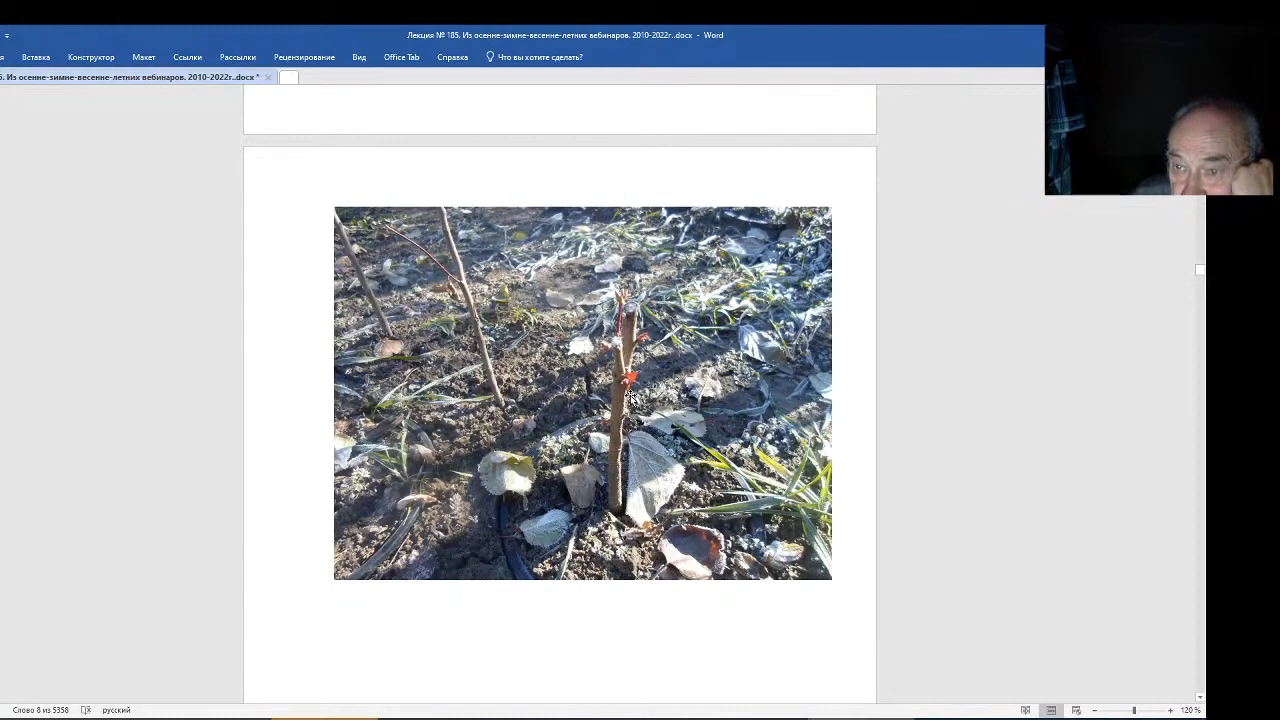 Лекция № 185. Из осенне-зимне-весенне-летних вебинаров. 2010-2022г..docx - Word
я Вставка Конструктор Макет Ссылки Рассылки Рецензирование Вид Office Tab Справка Что вы хотите сделать?
5. Из осенне-зимне-весенне-летних вебинаров. 2010-2022г..docx *
Слово 8 из 5358 русский 120 %